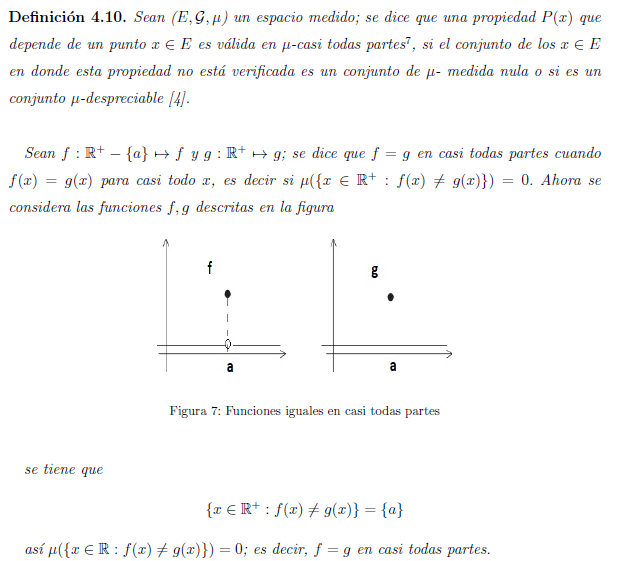 Definición 4.10. Sean (E, 𝒢, μ) un espacio medido; se dice que una propiedad P(x) que
depende de un punto x ∈ E es válida en μ-casi todas partes⁷, si el conjunto de los x ∈ E
en donde esta propiedad no está verificada es un conjunto de μ- medida nula o si es un
conjunto μ-despreciable [4].
Sean f : ℝ⁺ − {a} ↦ f y g : ℝ⁺ ↦ g; se dice que f = g en casi todas partes cuando
f(x) = g(x) para casi todo x, es decir si μ({x ∈ ℝ⁺ : f(x) ≠ g(x)}) = 0. Ahora se
considera las funciones f, g descritas en la figura
f
g
a
a
Figura 7: Funciones iguales en casi todas partes
se tiene que
{x ∈ ℝ⁺ : f(x) ≠ g(x)} = {a}
así μ({x ∈ ℝ : f(x) ≠ g(x)}) = 0; es decir, f = g en casi todas partes.